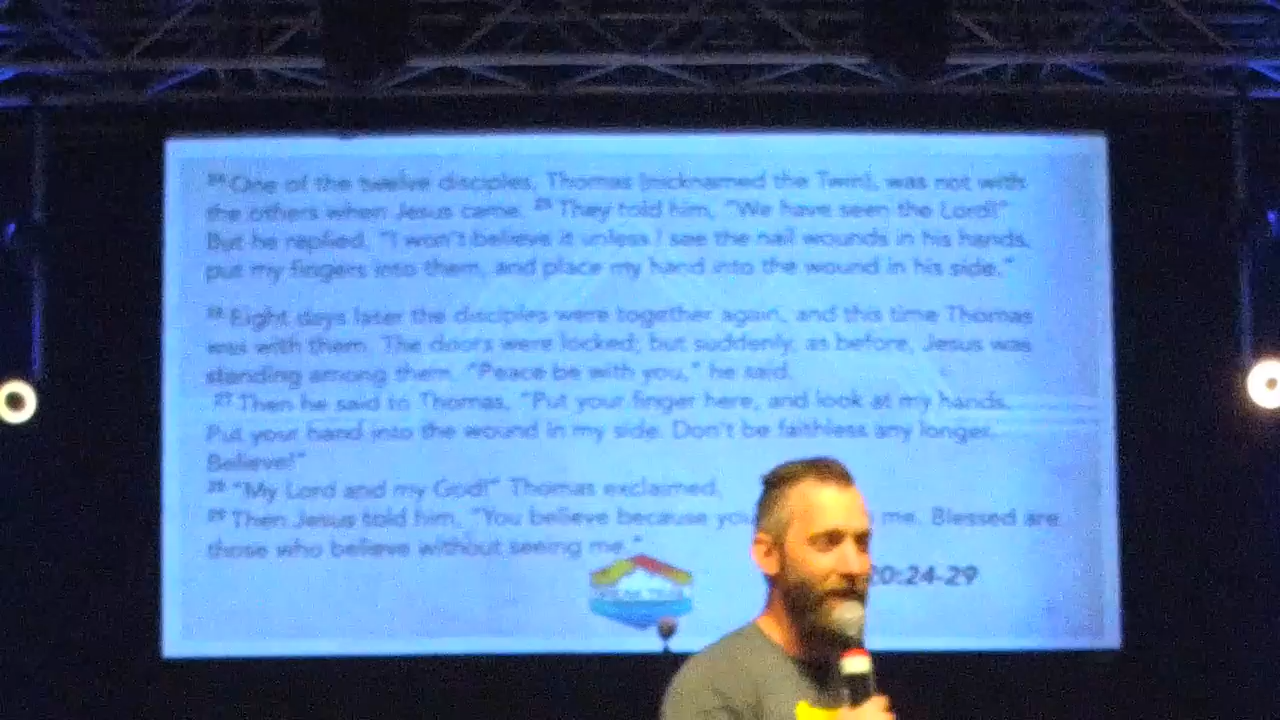 24 One of the twelve disciples, Thomas (nicknamed the Twin), was not with
the others when Jesus came. 25 They told him, "We have seen the Lord!"
But he replied, "I won't believe it unless I see the nail wounds in his hands,
put my fingers into them, and place my hand into the wound in his side."
26 Eight days later the disciples were together again, and this time Thomas
was with them. The doors were locked; but suddenly, as before, Jesus was
standing among them. "Peace be with you," he said.
27 Then he said to Thomas, "Put your finger here, and look at my hands.
Put your hand into the wound in my side. Don't be faithless any longer.
Believe!"
28 "My Lord and my God!" Thomas exclaimed.
29 Then Jesus told him, "You believe because you me. Blessed are
those who believe without seeing me."
20:24-29